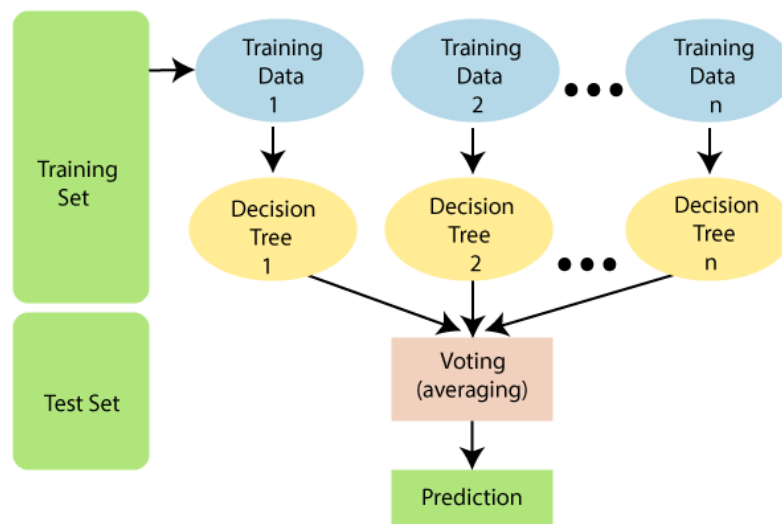 Training
Data
1
Training
Data
2
Training
Data
n
Training
Set
Decision
Tree
1
Decision
Tree
2
Decision
Tree
n
Test Set
Voting
(averaging)
Prediction